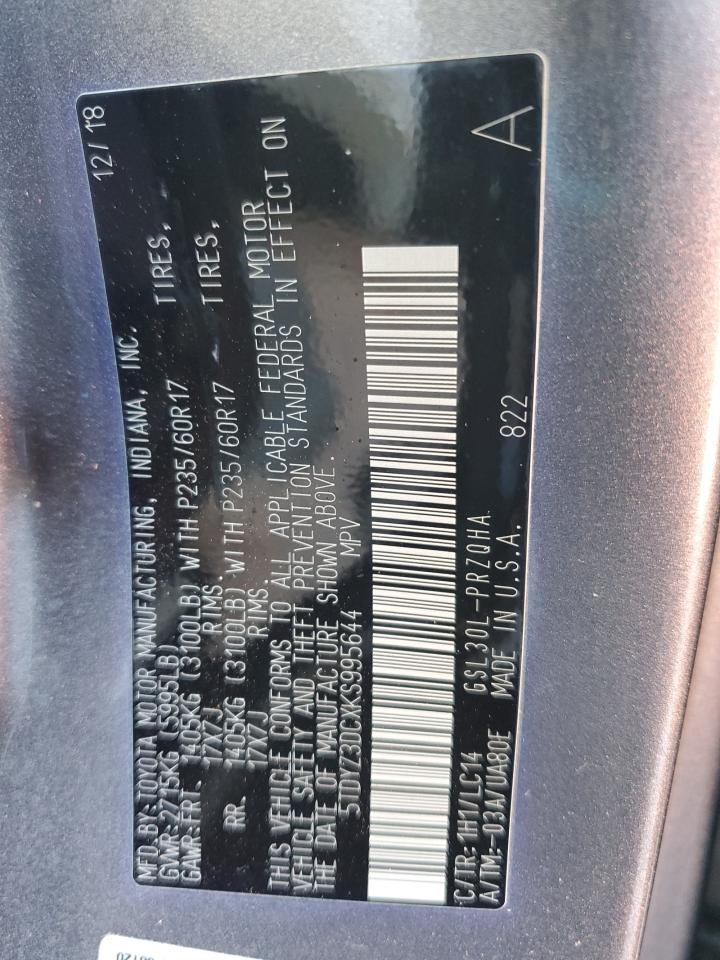 MFD BY:TOYOTA MOTOR MANUFACTURING, INDIANA, INC. 12/18
GVWR:2715KG (5995LB)
GAWR:FRT 1405KG (3100LB) WITH P235/60R17 TIRES,
17X7J RIMS.
RR 1405KG (3100LB) WITH P235/60R17 TIRES,
17X7J RIMS.
THIS VEHICLE CONFORMS TO ALL APPLICABLE FEDERAL MOTOR
VEHICLE SAFETY AND THEFT PREVENTION STANDARDS IN EFFECT ON
THE DATE OF MANUFACTURE SHOWN ABOVE.
5TDYZ3DCXKS995644 MPV
C/TR: 1H1/LC14 GSL30L-PRZQHA
A/TM-03A/UA80E MADE IN U.S.A. 822 A